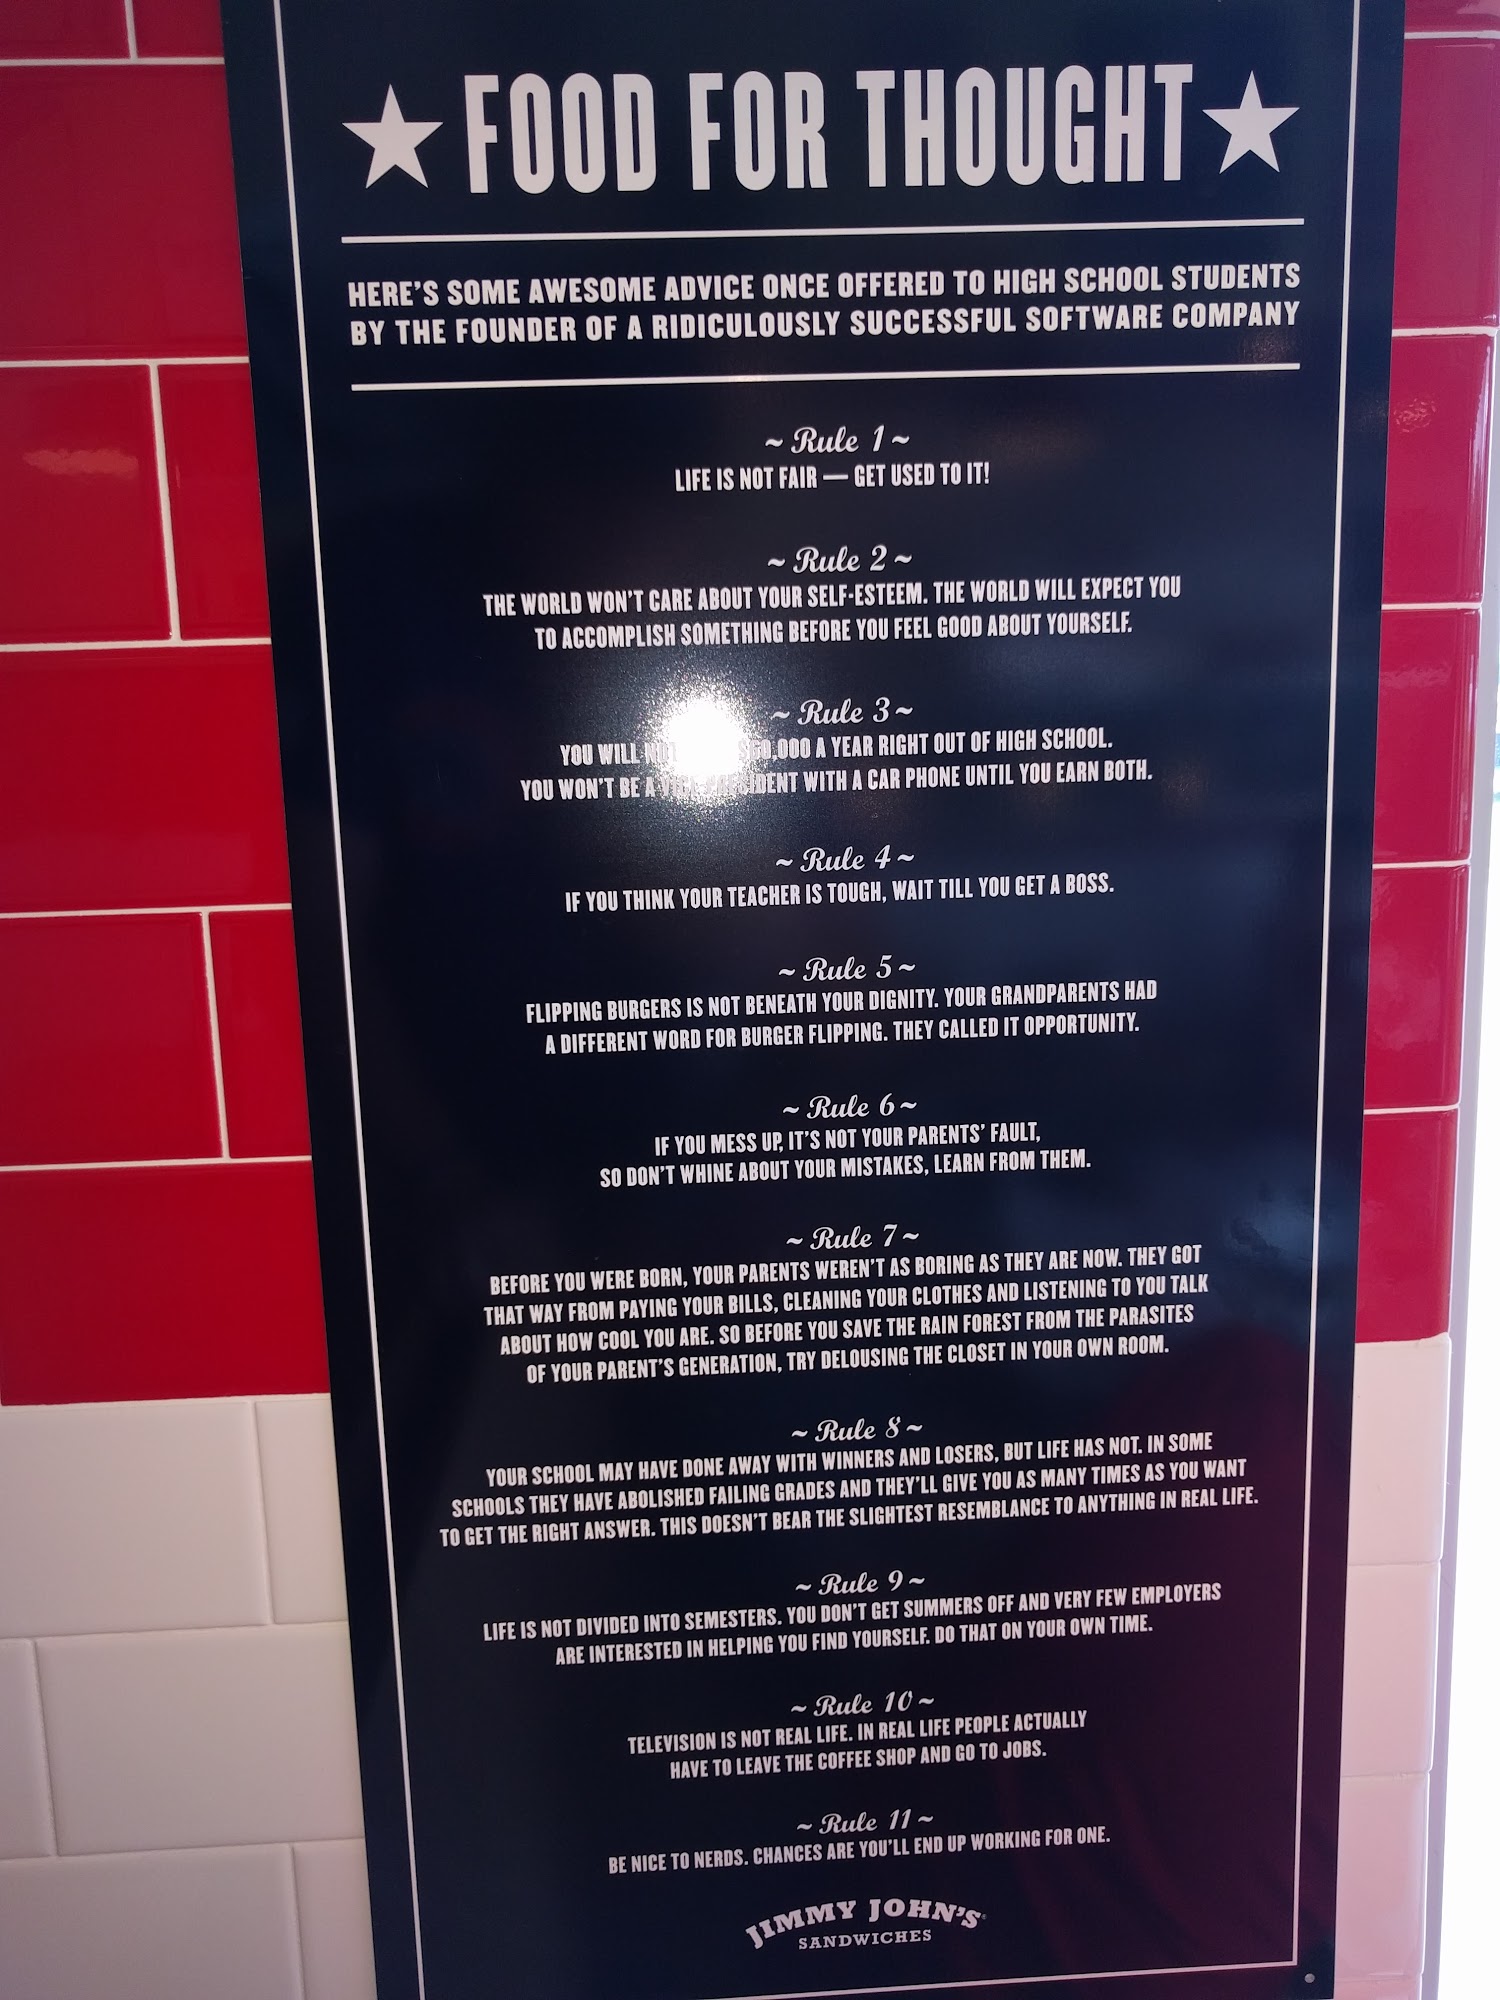 ★ FOOD FOR THOUGHT ★
HERE'S SOME AWESOME ADVICE ONCE OFFERED TO HIGH SCHOOL STUDENTS
BY THE FOUNDER OF A RIDICULOUSLY SUCCESSFUL SOFTWARE COMPANY
~ Rule 1 ~
LIFE IS NOT FAIR — GET USED TO IT!
~ Rule 2 ~
THE WORLD WON'T CARE ABOUT YOUR SELF-ESTEEM. THE WORLD WILL EXPECT YOU
TO ACCOMPLISH SOMETHING BEFORE YOU FEEL GOOD ABOUT YOURSELF.
~ Rule 3 ~
YOU WILL NOT $60,000 A YEAR RIGHT OUT OF HIGH SCHOOL.
YOU WON'T BE A VICE PRESIDENT WITH A CAR PHONE UNTIL YOU EARN BOTH.
~ Rule 4 ~
IF YOU THINK YOUR TEACHER IS TOUGH, WAIT TILL YOU GET A BOSS.
~ Rule 5 ~
FLIPPING BURGERS IS NOT BENEATH YOUR DIGNITY. YOUR GRANDPARENTS HAD
A DIFFERENT WORD FOR BURGER FLIPPING. THEY CALLED IT OPPORTUNITY.
~ Rule 6 ~
IF YOU MESS UP, IT'S NOT YOUR PARENTS' FAULT,
SO DON'T WHINE ABOUT YOUR MISTAKES, LEARN FROM THEM.
~ Rule 7 ~
BEFORE YOU WERE BORN, YOUR PARENTS WEREN'T AS BORING AS THEY ARE NOW. THEY GOT
THAT WAY FROM PAYING YOUR BILLS, CLEANING YOUR CLOTHES AND LISTENING TO YOU TALK
ABOUT HOW COOL YOU ARE. SO BEFORE YOU SAVE THE RAIN FOREST FROM THE PARASITES
OF YOUR PARENT'S GENERATION, TRY DELOUSING THE CLOSET IN YOUR OWN ROOM.
~ Rule 8 ~
YOUR SCHOOL MAY HAVE DONE AWAY WITH WINNERS AND LOSERS, BUT LIFE HAS NOT. IN SOME
SCHOOLS THEY HAVE ABOLISHED FAILING GRADES AND THEY'LL GIVE YOU AS MANY TIMES AS YOU WANT
TO GET THE RIGHT ANSWER. THIS DOESN'T BEAR THE SLIGHTEST RESEMBLANCE TO ANYTHING IN REAL LIFE.
~ Rule 9 ~
LIFE IS NOT DIVIDED INTO SEMESTERS. YOU DON'T GET SUMMERS OFF AND VERY FEW EMPLOYERS
ARE INTERESTED IN HELPING YOU FIND YOURSELF. DO THAT ON YOUR OWN TIME.
~ Rule 10 ~
TELEVISION IS NOT REAL LIFE. IN REAL LIFE PEOPLE ACTUALLY
HAVE TO LEAVE THE COFFEE SHOP AND GO TO JOBS.
~ Rule 11 ~
BE NICE TO NERDS. CHANCES ARE YOU'LL END UP WORKING FOR ONE.
JIMMY JOHN'S
SANDWICHES